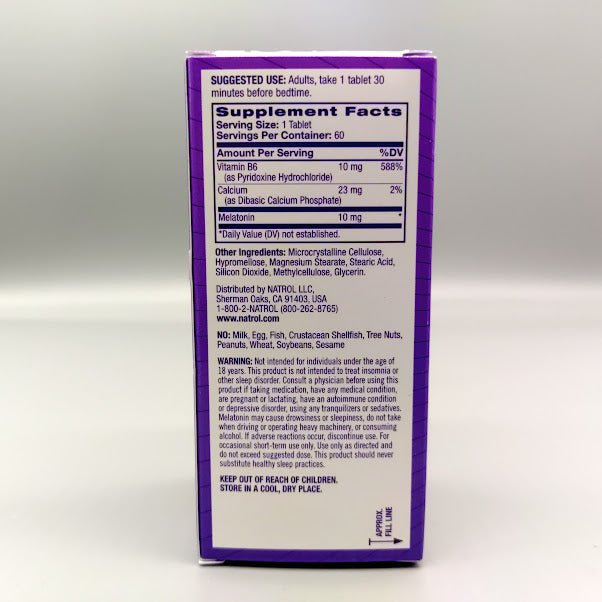 SUGGESTED USE: Adults, take 1 tablet 30
minutes before bedtime.
Supplement Facts
Serving Size: 1 Tablet
Servings Per Container: 60
Amount Per Serving %DV
Vitamin B6 10 mg 588%
(as Pyridoxine Hydrochloride)
Calcium 23 mg 2%
(as Dibasic Calcium Phosphate)
Melatonin 10 mg *
*Daily Value (DV) not established.
Other Ingredients: Microcrystalline Cellulose,
Hypromellose, Magnesium Stearate, Stearic Acid,
Silicon Dioxide, Methylcellulose, Glycerin.
Distributed by NATROL LLC,
Sherman Oaks, CA 91403, USA
1-800-2-NATROL (800-262-8765)
www.natrol.com
NO: Milk, Egg, Fish, Crustacean Shellfish, Tree Nuts,
Peanuts, Wheat, Soybeans, Sesame
WARNING: Not intended for individuals under the age of
18 years. This product is not intended to treat insomnia or
other sleep disorder. Consult a physician before using this
product if taking medication, have any medical condition,
are pregnant or lactating, have an autoimmune condition
or depressive disorder, using any tranquilizers or sedatives.
Melatonin may cause drowsiness or sleepiness, do not take
when driving or operating heavy machinery, or consuming
alcohol. If adverse reactions occur, discontinue use. For
occasional short-term use only. Use only as directed and
do not exceed suggested dose. This product should never
substitute healthy sleep practices.
KEEP OUT OF REACH OF CHILDREN.
STORE IN A COOL, DRY PLACE.
APPROX.
FILL LINE